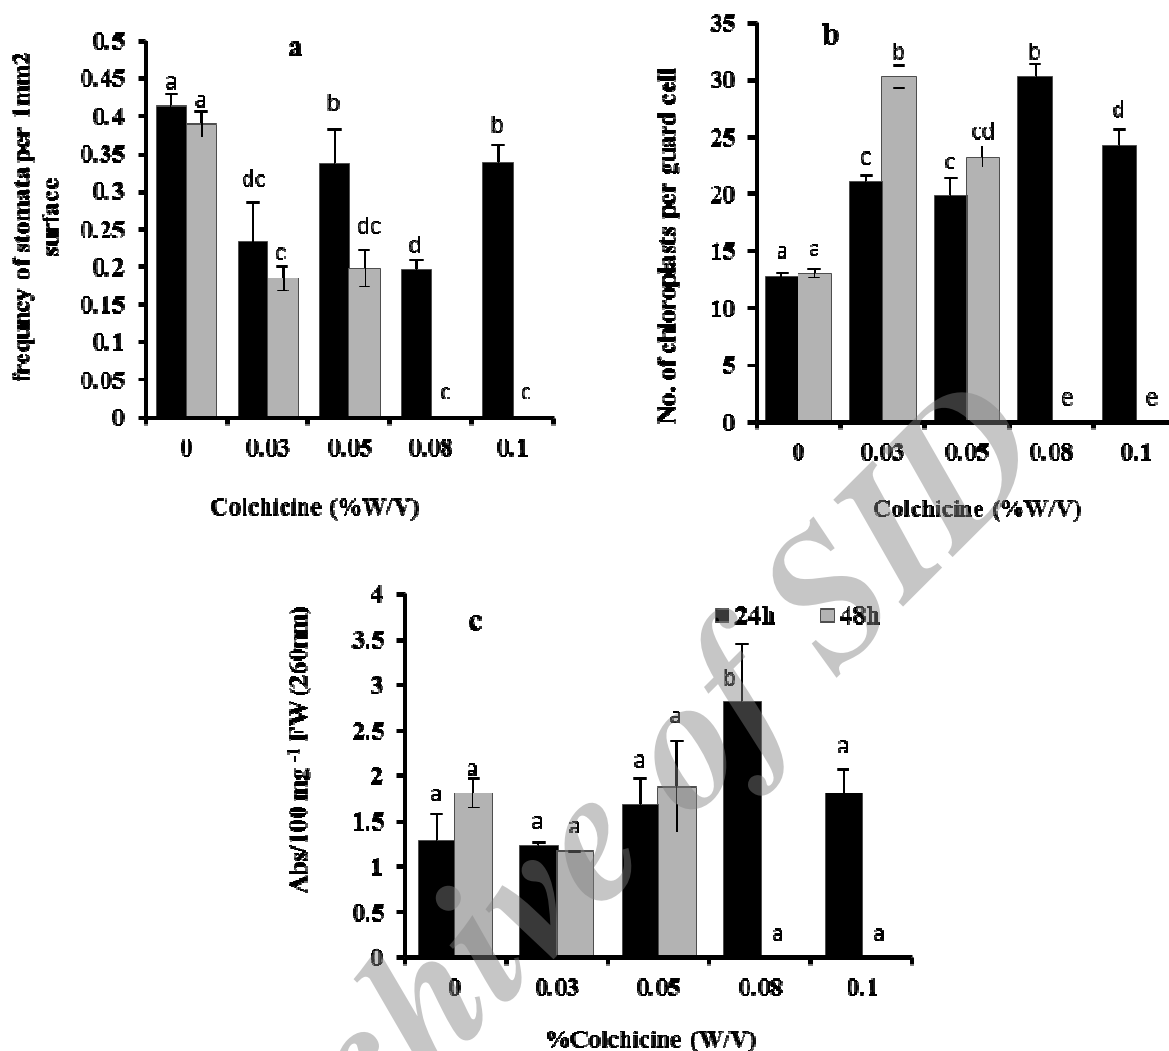 a
frequncy of stomata per 1mm2
surface
0.5
0.45
0.4
0.35
0.3
0.25
0.2
0.15
0.1
0.05
0
a a dc c b dc d c b c
0 0.03 0.05 0.08 0.1
Colchicine (%W/V)
b
No. of chloroplasts per guard cell
35
30
25
20
15
10
5
0
a a c b c cd b e d e
0 0.03 0.05 0.08 0.1
Colchicine (%W/V)
c
24h 48h
Abs/100 mg -1 FW (260nm)
4
3.5
3
2.5
2
1.5
1
0.5
0
a a a a a a b a a a
0 0.03 0.05 0.08 0.1
%Colchicine (W/V)
hive of SID